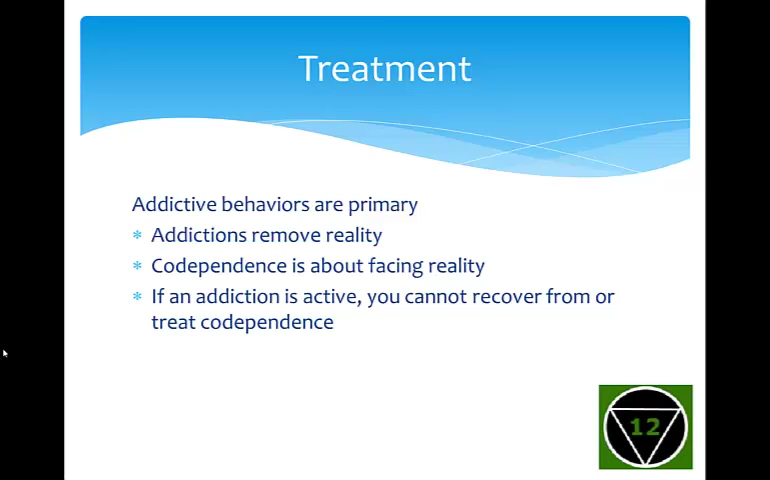 Treatment
Addictive behaviors are primary
* Addictions remove reality
* Codependence is about facing reality
* If an addiction is active, you cannot recover from or
treat codependence
12